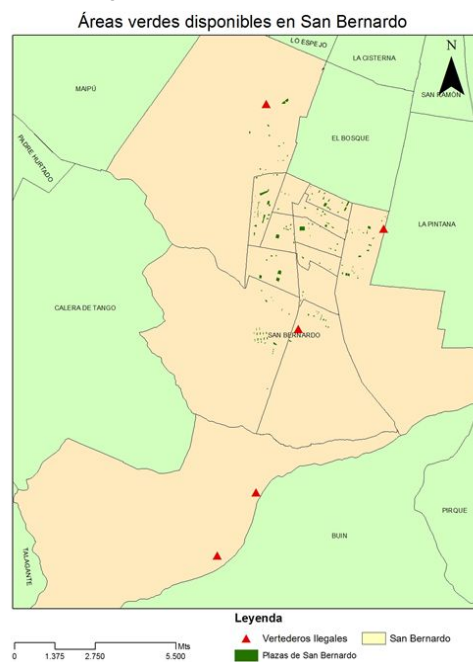 Áreas verdes disponibles en San Bernardo
LO ESPEJO
LA CISTERNA
N
MAIPÚ
SAN RAMÓN
EL BOSQUE
PADRE HURTADO
LA PINTANA
CALERA DE TANGO
SAN BERNARDO
PIRQUE
BUIN
TALAGANTE
Leyenda
Vertederos Ilegales
San Bernardo
Plazas de San Bernardo
Mts
0 1.375 2.750 5.500